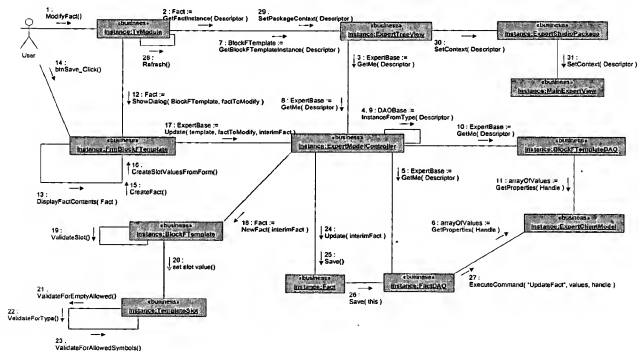 1 :
ModifyFact()
User
«business»
Instance:TvModule
2 : Fact :=
GetFactInstance( Descriptor )
29 :
SetPackageContext( Descriptor )
«business»
Instance:ExpertTreeView
«business»
Instance:ExpertStudioPackage
7 : BlockFTemplate :=
GetBlockFTemplateInstance( Descriptor )
28 :
Refresh()
30 :
SetContext( Descriptor )
31 :
SetContext( Descriptor )
14 :
btnSave_Click()
3 : ExpertBase :=
GetMe( Descriptor )
«business»
Instance:MainExpertView
12 : Fact :=
ShowDialog( BlockFTemplate, factToModify )
8 : ExpertBase :=
GetMe( Descriptor )
4, 9 : DAOBase :=
InstanceFromType( Descriptor )
17 : ExpertBase :=
Update( template, factToModify, interimFact )
10 : ExpertBase :=
GetMe( Descriptor )
«business»
Instance:FrmBlockFTemplate
«business»
Instance:ExpertModelController
«business»
Instance:BlockFTemplateDAO
16 :
CreateSlotValuesFromForm()
15 :
CreateFact()
13 :
DisplayFactContents( Fact )
5 : ExpertBase :=
GetMe( Descriptor )
11 : arrayOfValues :=
GetProperties( Handle )
18 : Fact :=
NewFact( interimFact )
6 : arrayOfValues :=
GetProperties( Handle )
«business»
Instance:ExpertClientModel
19 :
ValidateSlot()
«business»
Instance:BlockFTemplate
24 :
Update( interimFact )
25 :
Save()
20 :
set slot value()
«business»
Instance:Fact
«business»
Instance:FactDAO
27 :
ExecuteCommand( "UpdateFact", values, handle )
26 :
Save( this )
21 :
ValidateForEmptyAllowed()
22 :
ValidateForType()
«business»
Instance:TemplateSlot
23 :
ValidateForAllowedSymbols()